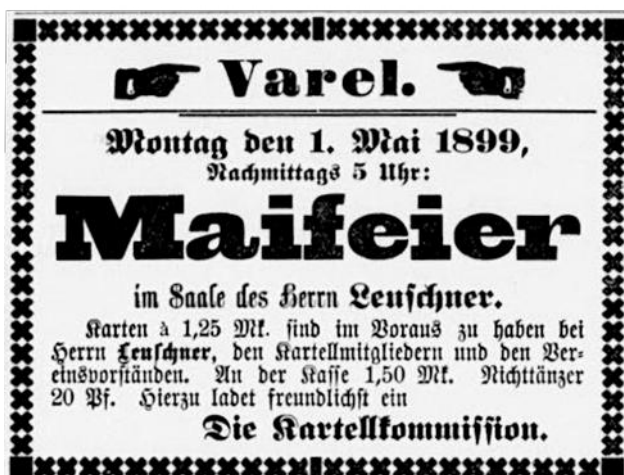 Varel.
Montag den 1. Mai 1899,
Nachmittags 5 Uhr:
Maifeier
im Saale des Herrn Leuschner.
Karten à 1,25 Mk. sind im Voraus zu haben bei
Herrn Leuschner, den Kartellmitgliedern und den Ver-
einsvorständen. An der Kasse 1,50 Mk. Nichttänzer
20 Pf. Hierzu ladet freundlichst ein
Die Kartellkommission.